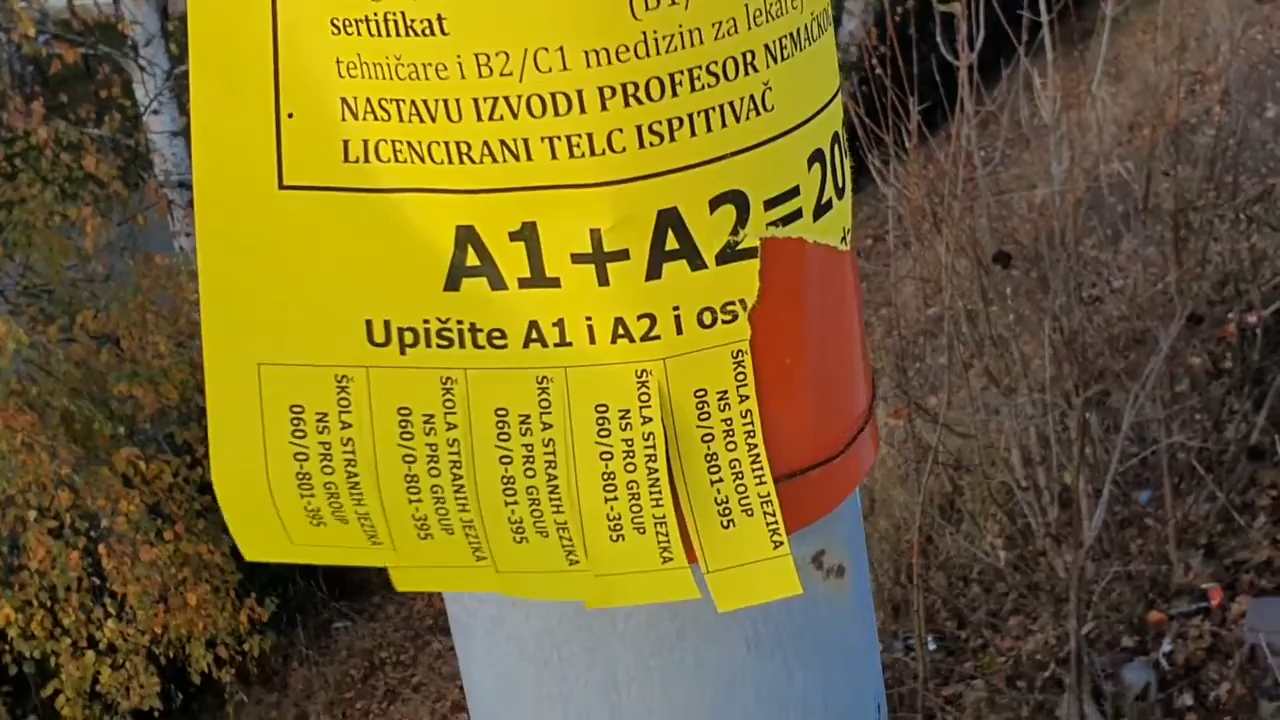 sertifikat
tehničare i B2/C1 medizin za lekare,
NASTAVU IZVODI PROFESOR NEMAČKOG
LICENCIRANI TELC ISPITIVAČ
A1+A2=20
Upišite A1 i A2 i osv
ŠKOLA STRANIH JEZIKA
NS PRO GROUP
060/0-801-395
ŠKOLA STRANIH JEZIKA
NS PRO GROUP
060/0-801-395
ŠKOLA STRANIH JEZIKA
NS PRO GROUP
060/0-801-395
ŠKOLA STRANIH JEZIKA
NS PRO GROUP
060/0-801-395
ŠKOLA STRANIH JEZIKA
NS PRO GROUP
060/0-801-395